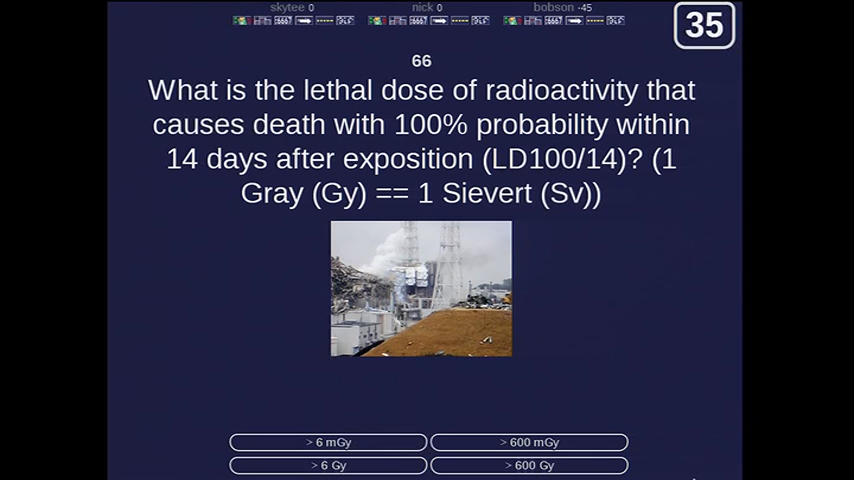 skytee 0 nick 0 bobson -45
35
66
What is the lethal dose of radioactivity that
causes death with 100% probability within
14 days after exposition (LD100/14)? (1
Gray (Gy) == 1 Sievert (Sv))
> 6 mGy > 600 mGy
> 6 Gy > 600 Gy